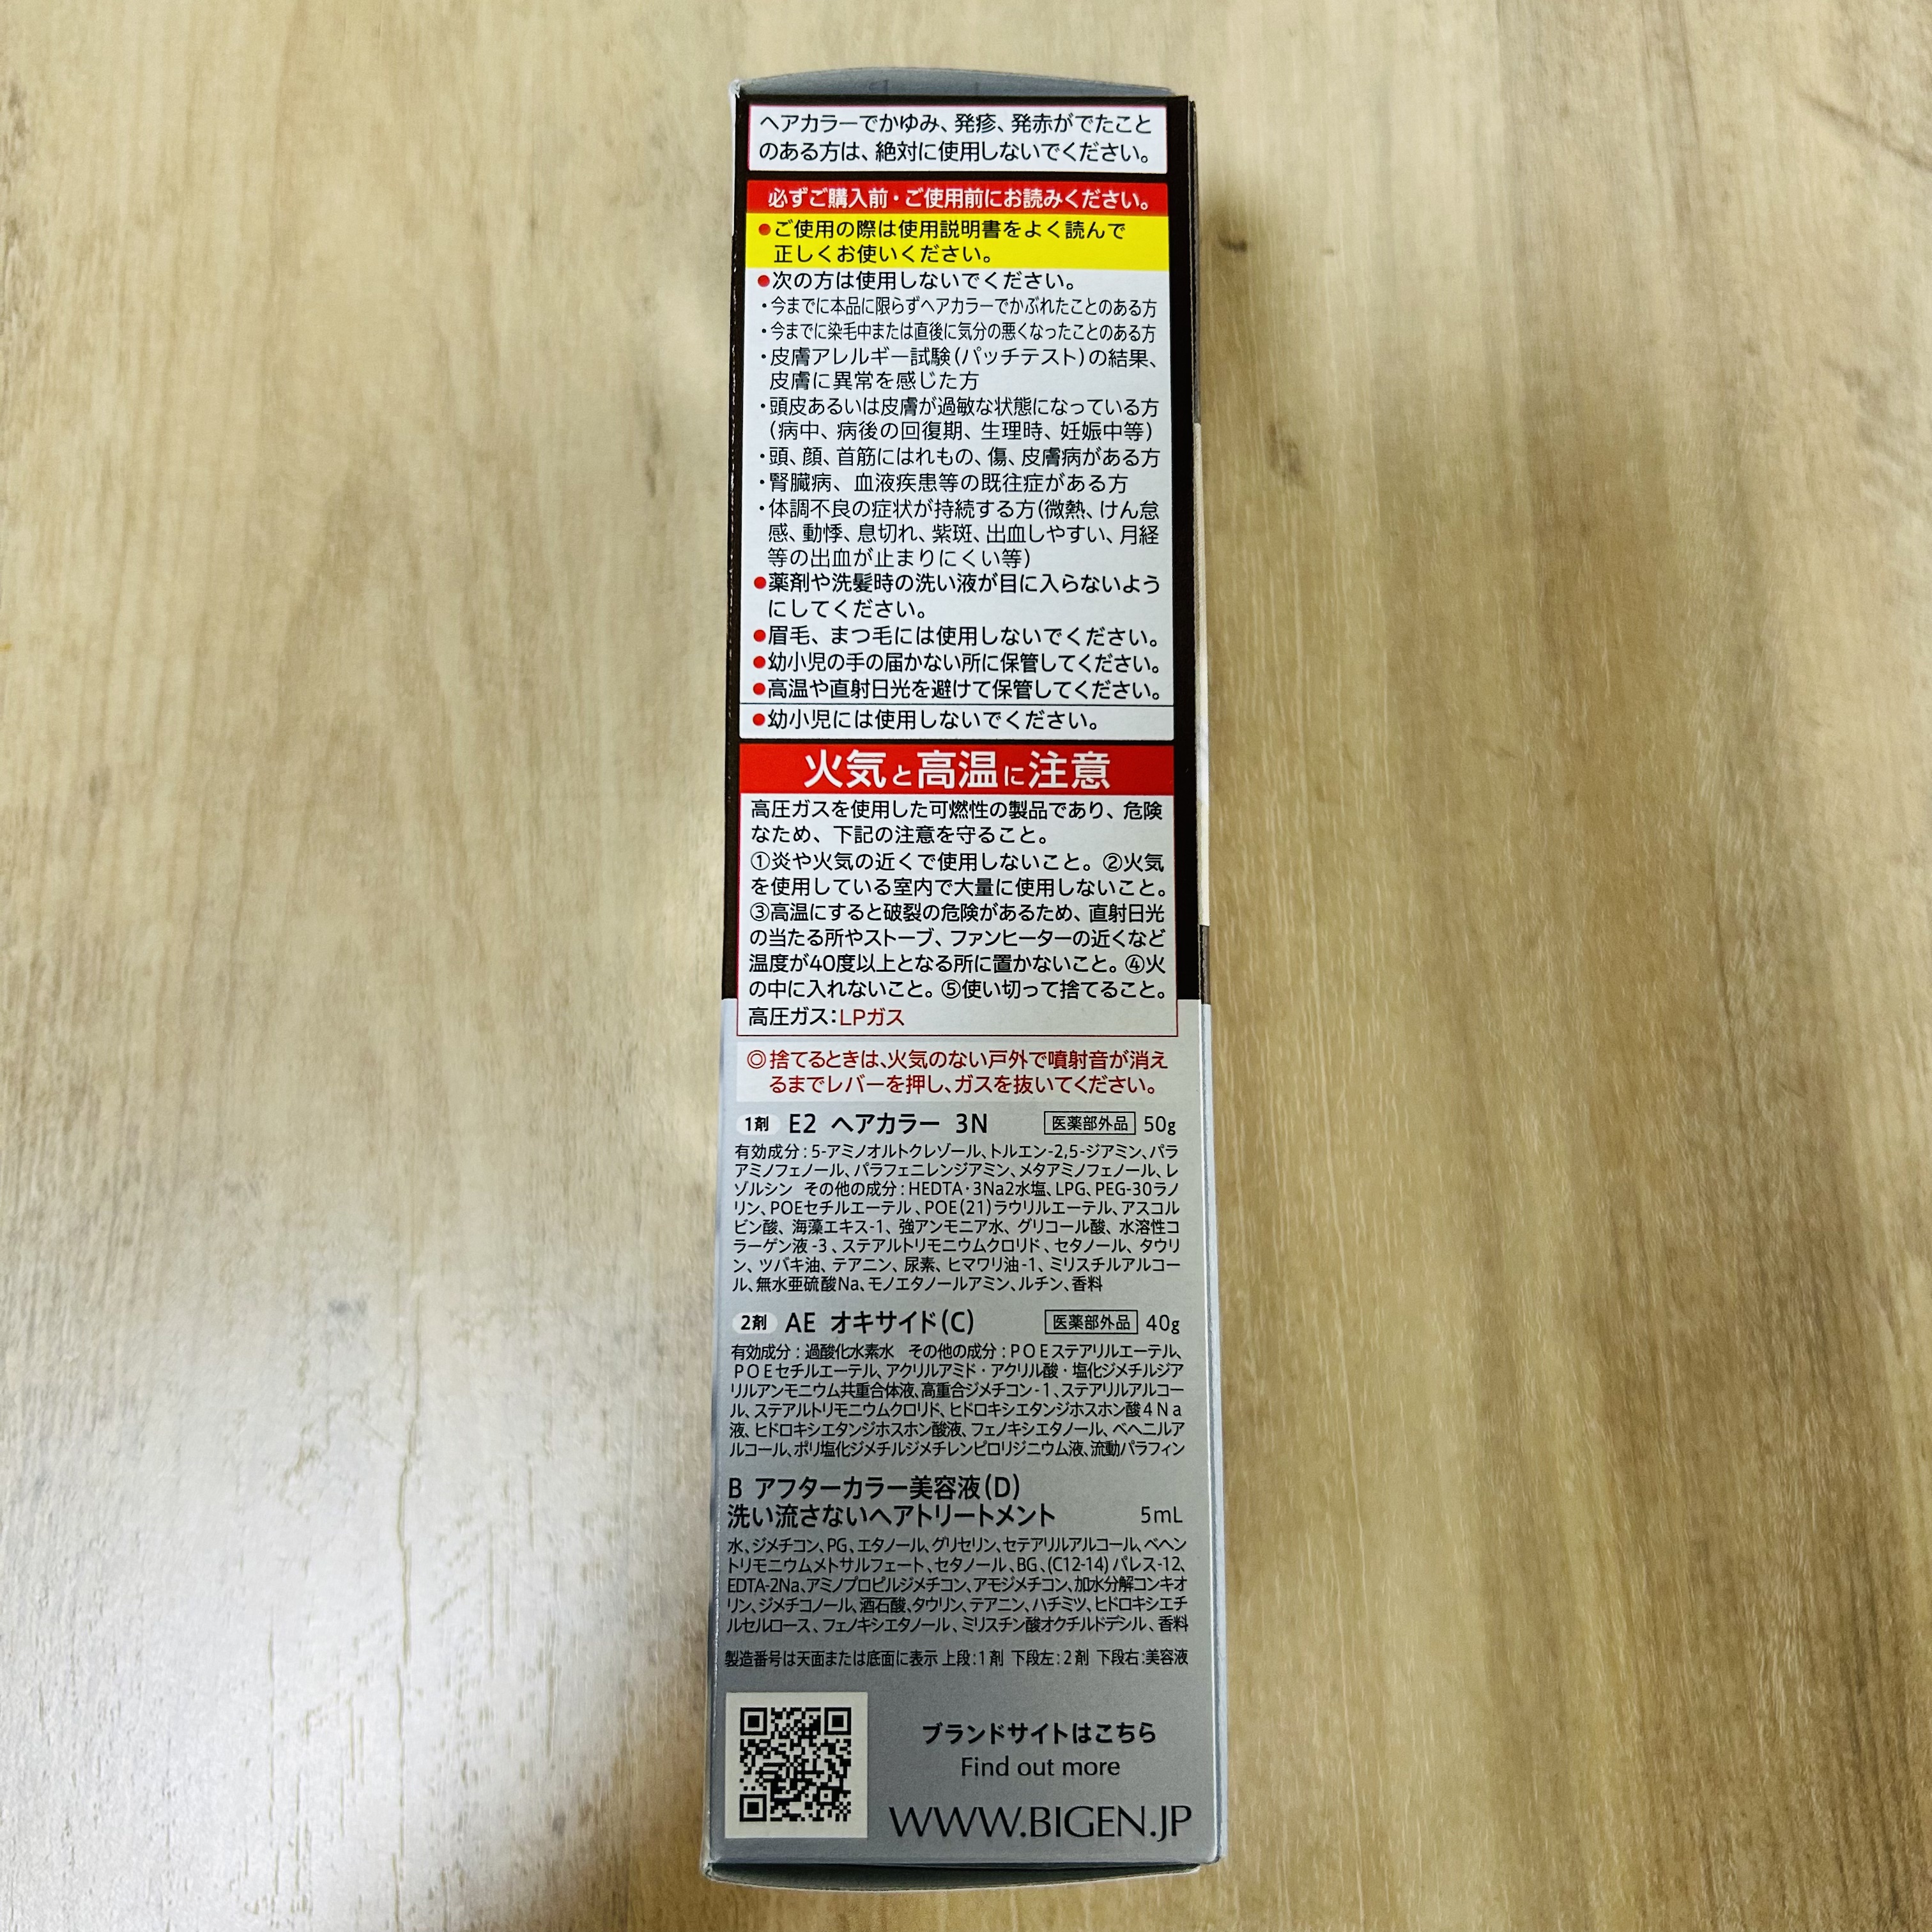 ヘアカラーでかゆみ、発疹、発赤がでたこと
のある方は、絶対に使用しないでください。
必ずご購入前・ご使用前にお読みください。
●ご使用の際は使用説明書をよく読んで
正しくお使いください。
●次の方は使用しないでください。
・今までに本品に限らずヘアカラーでかぶれたことのある方
・今までに染毛中または直後に気分の悪くなったことのある方
・皮膚アレルギー試験(パッチテスト)の結果、
皮膚に異常を感じた方
・頭皮あるいは皮膚が過敏な状態になっている方
(病中、病後の回復期、生理時、妊娠中等)
・頭、顔、首筋にはれもの、傷、皮膚病がある方
・腎臓病、血液疾患等の既往症がある方
・体調不良の症状が持続する方(微熱、けん怠
感、動悸、息切れ、紫斑、出血しやすい、月経
等の出血が止まりにくい等)
●薬剤や洗髪時の洗い液が目に入らないよう
にしてください。
●眉毛、まつ毛には使用しないでください。
●幼小児の手の届かない所に保管してください。
●高温や直射日光を避けて保管してください。
●幼小児には使用しないでください。
火気と高温に注意
高圧ガスを使用した可燃性の製品であり、危険
なため、下記の注意を守ること。
①炎や火気の近くで使用しないこと。②火気
を使用している室内で大量に使用しないこと。
③高温にすると破裂の危険があるため、直射日光
の当たる所やストーブ、ファンヒーターの近くなど
温度が40度以上となる所に置かないこと。④火
の中に入れないこと。⑤使い切って捨てること。
高圧ガス:LPガス
◎捨てるときは、火気のない戸外で噴射音が消え
るまでレバーを押し、ガスを抜いてください。
1剤 E2 ヘアカラー 3N 医薬部外品 50g
有効成分:5-アミノオルトクレゾール、トルエン-2,5-ジアミン、パラ
アミノフェノール、パラフェニレンジアミン、メタアミノフェノール、レ
ゾルシン その他の成分:HEDTA・3Na2水塩、LPG、PEG-30ラノ
リン、POEセチルエーテル、POE(21)ラウリルエーテル、アスコル
ビン酸、海藻エキス-1、強アンモニア水、グリコール酸、水溶性コ
ラーゲン液-3、ステアルトリモニウムクロリド、セタノール、タウリ
ン、ツバキ油、テアニン、尿素、ヒマワリ油-1、ミリスチルアルコー
ル、無水亜硫酸Na、モノエタノールアミン、ルチン、香料
2剤 AE オキサイド(C) 医薬部外品 40g
有効成分:過酸化水素水 その他の成分:POEステアリルエーテル、
POEセチルエーテル、アクリルアミド・アクリル酸・塩化ジメチルジア
リルアンモニウム共重合体液、高重合ジメチコン-1、ステアリルアルコー
ル、ステアルトリモニウムクロリド、ヒドロキシエタンジホスホン酸4Na
液、ヒドロキシエタンジホスホン酸液、フェノキシエタノール、ベヘニルア
ルコール、ポリ塩化ジメチルジメチレンピロリジニウム液、流動パラフィン
B アフターカラー美容液(D)
洗い流さないヘアトリートメント 5mL
水、ジメチコン、PG、エタノール、グリセリン、セテアリルアルコール、ベヘン
トリモニウムメトサルフェート、セタノール、BG、(C12-14)パレス-12、
EDTA-2Na、アミノプロピルジメチコン、アモジメチコン、加水分解コンキオ
リン、ジメチコノール、酒石酸、タウリン、テアニン、ハチミツ、ヒドロキシエチ
ルセルロース、フェノキシエタノール、ミリスチン酸オクチルドデシル、香料
製造番号は天面または底面に表示 上段:1剤 下段左:2剤 下段右:美容液
ブランドサイトはこちら
Find out more
WWW.BIGEN.JP